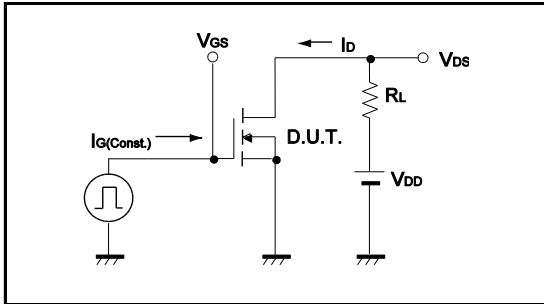 VGS
ID
VDS
RL
IG(Const.)
D.U.T.
VDD